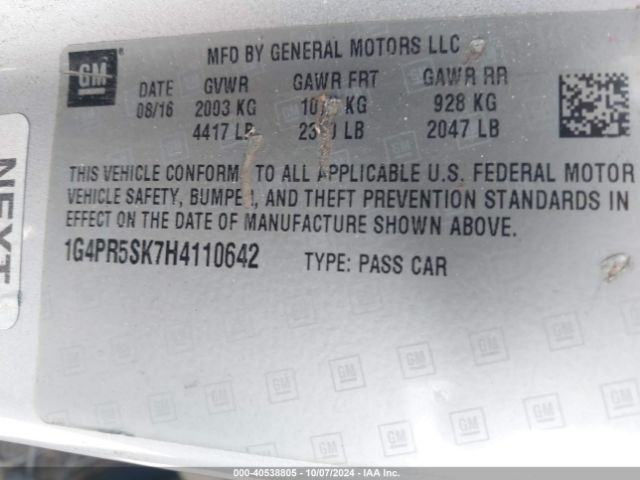 GM
MFD BY GENERAL MOTORS LLC
DATE GVWR GAWR FRT GAWR RR
08/16 2003 KG KG 928 KG
4417 LB LB 2047 LB
THIS VEHICLE CONFORM TO ALL APPLICABLE U.S. FEDERAL MOTOR
VEHICLE SAFETY, BUMPER, AND THEFT PREVENTION STANDARDS IN
EFFECT ON THE DATE OF MANUFACTURE SHOWN ABOVE.
1G4PR5SK7H4110642 TYPE: PASS CAR
NEXT
000-40538805 - 10/07/2024 - IAA Inc.